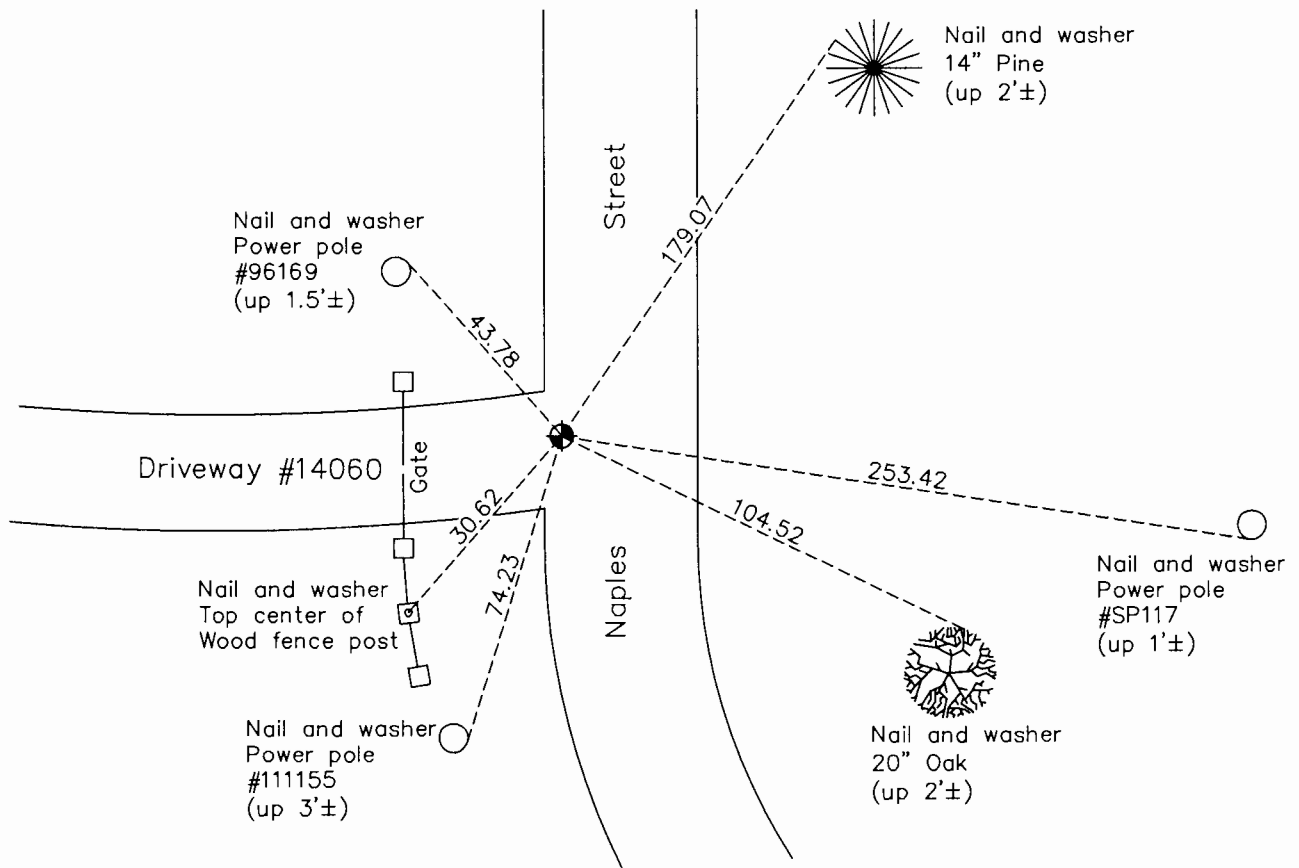 Nail and washer
14" Pine
(up 2'±)
Street
179.07
Nail and washer
Power pole
#96169
(up 1.5'±)
43.78
Driveway #14060
Gate
253.42
104.52
30.62
74.23
Naples
Nail and washer
Power pole
#SP117
(up 1'±)
Nail and washer
Top center of
Wood fence post
Nail and washer
Power pole
#111155
(up 3'±)
Nail and washer
20" Oak
(up 2'±)